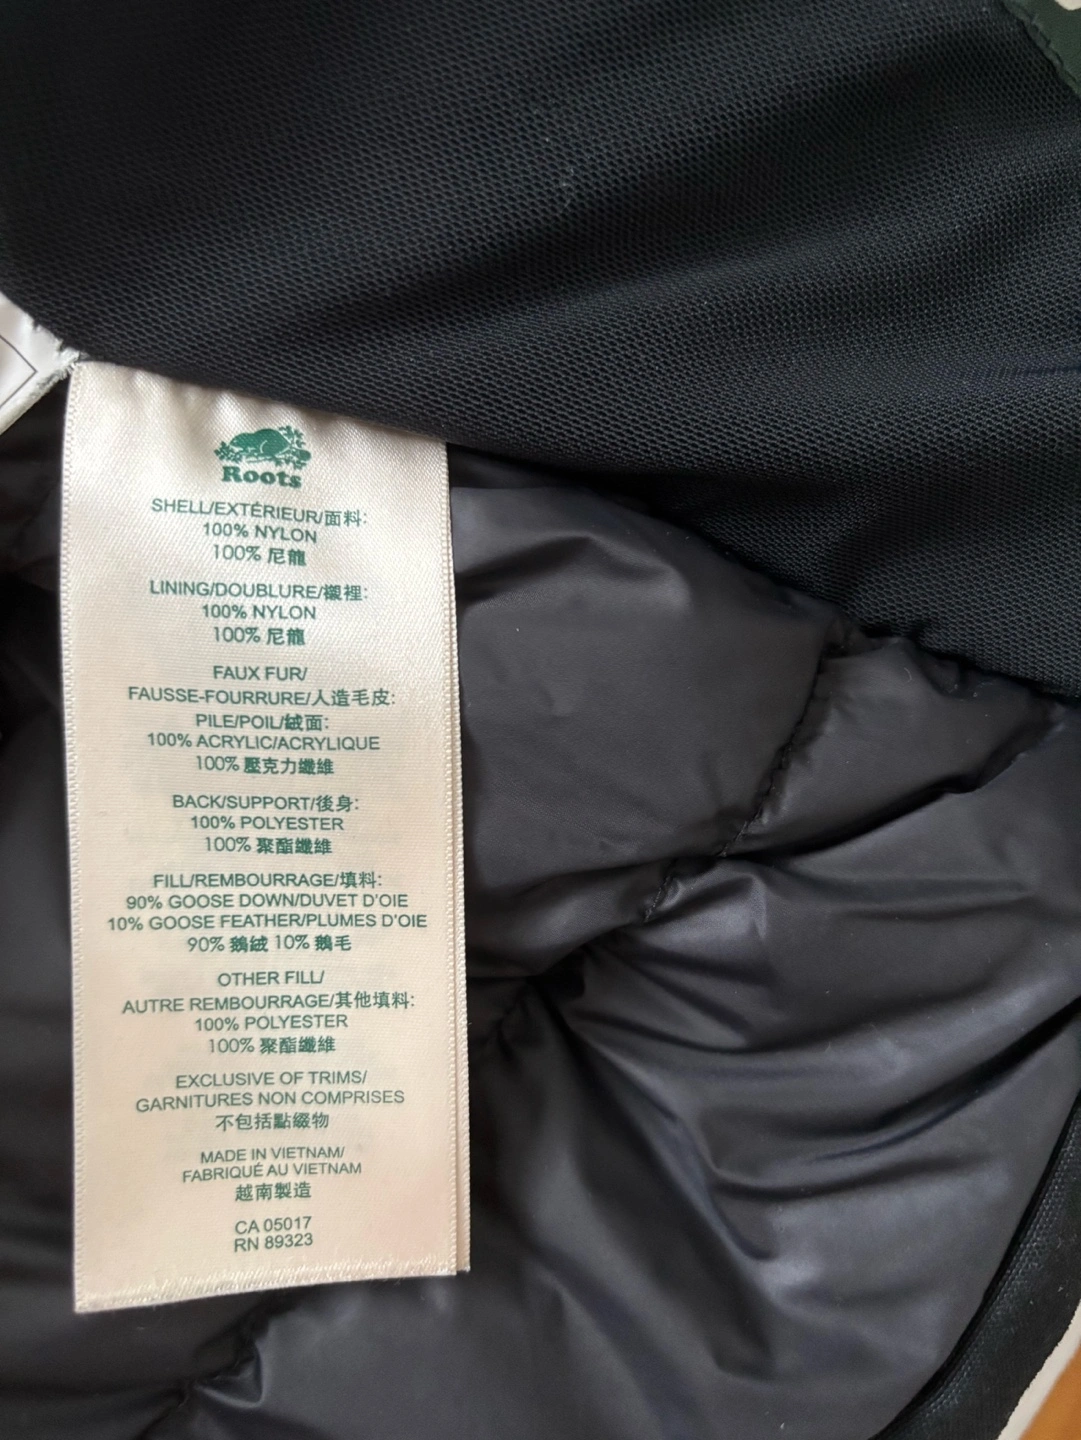 Roots
SHELL/EXTÉRIEUR/面料:
100% NYLON
100% 尼龍
LINING/DOUBLURE/襯裡:
100% NYLON
100% 尼龍
FAUX FUR/
FAUSSE-FOURRURE/人造毛皮:
PILE/POIL/絨面:
100% ACRYLIC/ACRYLIQUE
100% 壓克力纖維
BACK/SUPPORT/後身:
100% POLYESTER
100% 聚酯纖維
FILL/REMBOURRAGE/填料:
90% GOOSE DOWN/DUVET D'OIE
10% GOOSE FEATHER/PLUMES D'OIE
90% 鵝絨 10% 鵝毛
OTHER FILL/
AUTRE REMBOURRAGE/其他填料:
100% POLYESTER
100% 聚酯纖維
EXCLUSIVE OF TRIMS/
GARNITURES NON COMPRISES
不包括點綴物
MADE IN VIETNAM/
FABRIQUÉ AU VIETNAM
越南製造
CA 05017
RN 89323